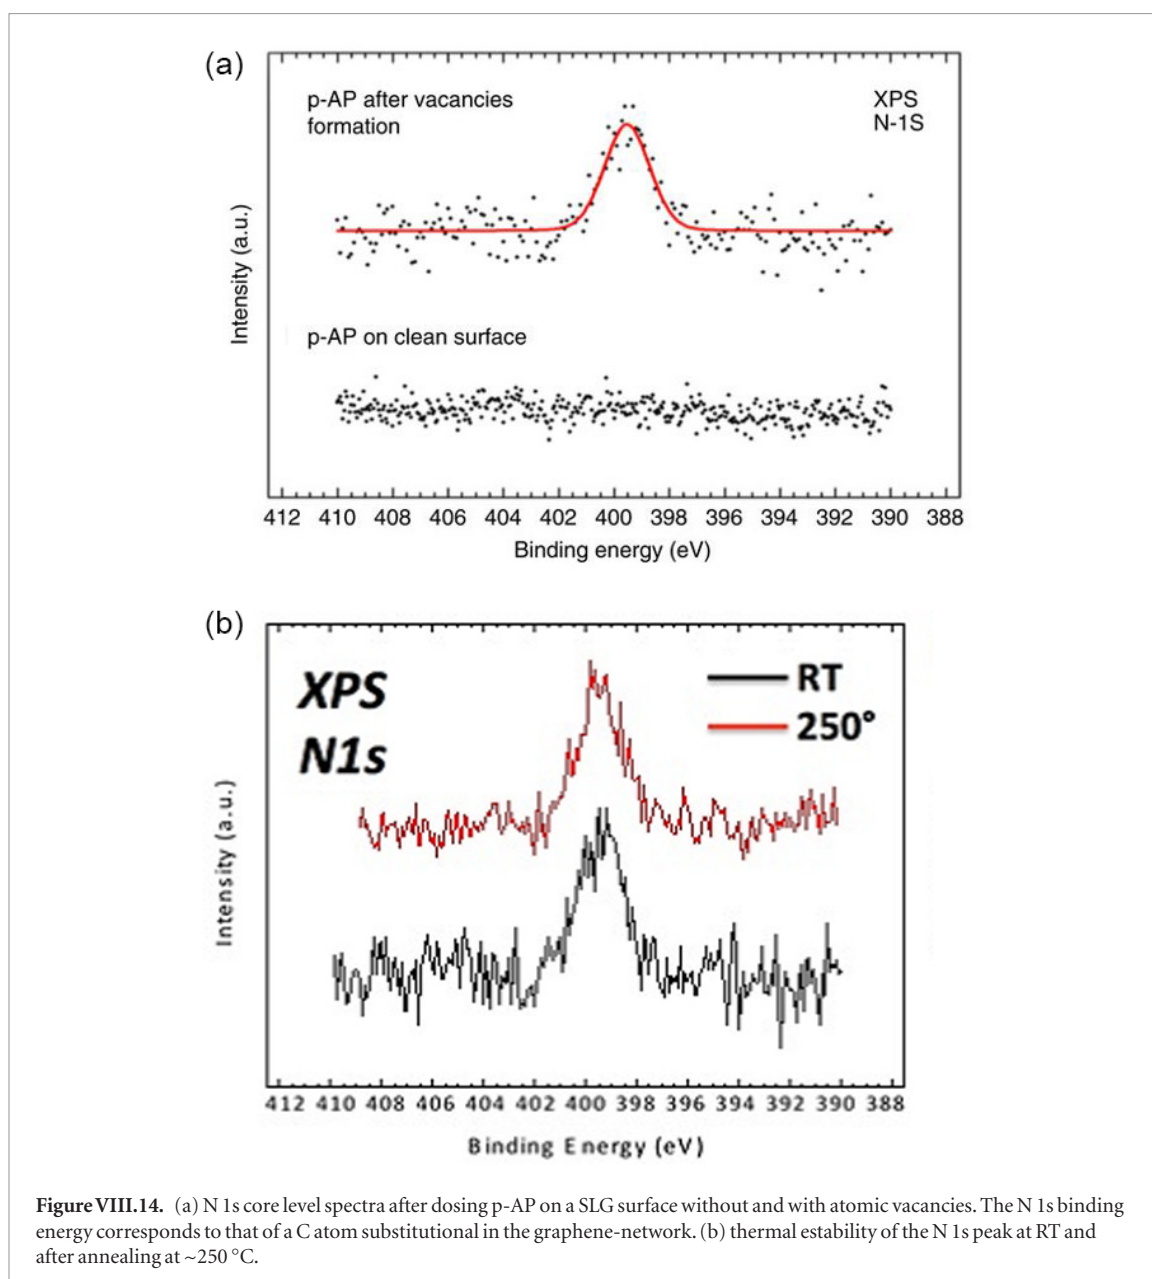 (a)
p-AP after vacancies
formation
XPS
N-1S
Intensity (a.u.)
p-AP on clean surface
412 410 408 406 404 402 400 398 396 394 392 390 388
Binding energy (eV)
(b)
XPS
N1s
RT
250°
Intensity (a.u.)
412 410 408 406 404 402 400 398 396 394 392 390 388
Binding Energy (eV)
Figure VIII.14. (a) N 1s core level spectra after dosing p-AP on a SLG surface without and with atomic vacancies. The N 1s binding
energy corresponds to that of a C atom substitutional in the graphene-network. (b) thermal estability of the N 1s peak at RT and
after annealing at ~250 °C.